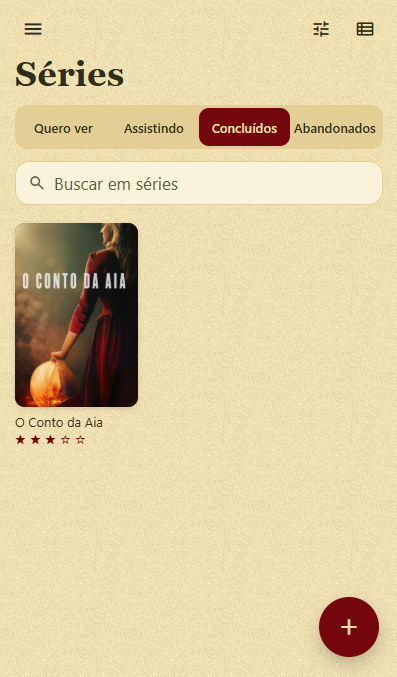 Séries
Quero ver Assistindo Concluídos Abandonados
Buscar em séries
O CONTO DA AIA
O Conto da Aia